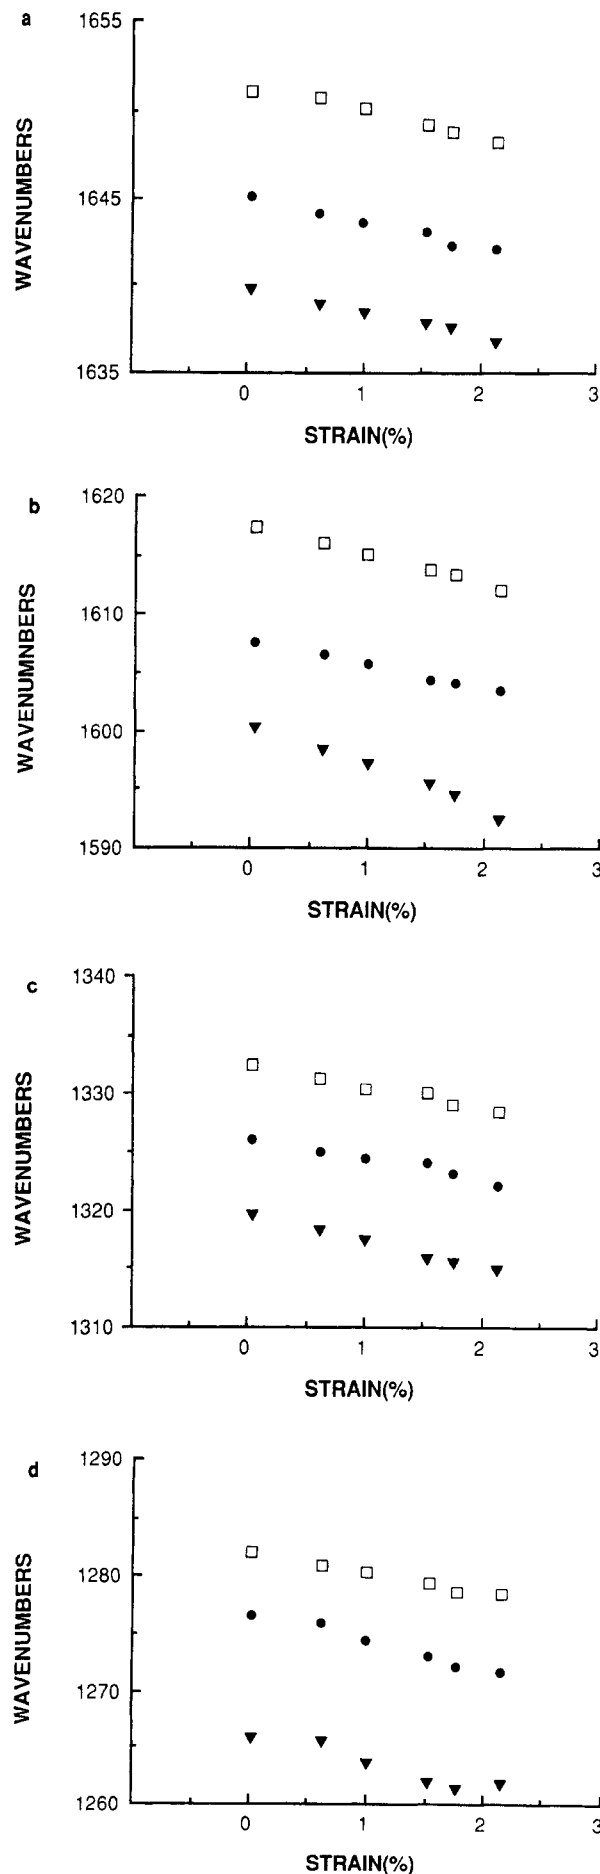 a
1655
1645
1635
WAVENUMBERS
0 1 2 3
STRAIN(%)
b
1620
1610
1600
1590
WAVENUMNBERS
0 1 2 3
STRAIN(%)
c
1340
1330
1320
1310
WAVENUMBERS
0 1 2 3
STRAIN(%)
d
1290
1280
1270
1260
WAVENUMBERS
0 1 2 3
STRAIN(%)